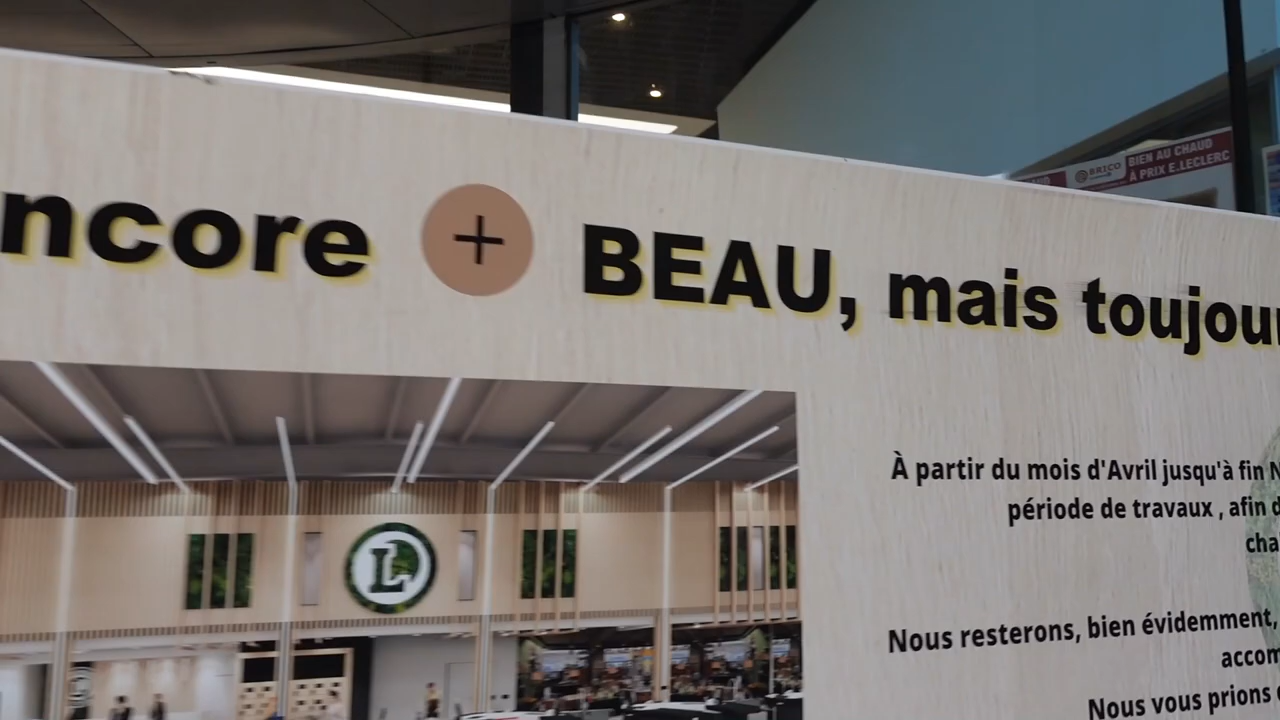 BRICO
BIEN AU CHAUD
À PRIX E.LECLERC
ncore + BEAU, mais toujou
L
À partir du mois d'Avril jusqu'à fin N
période de travaux , afin d
cha
Nous resterons, bien évidemment,
accom
Nous vous prions